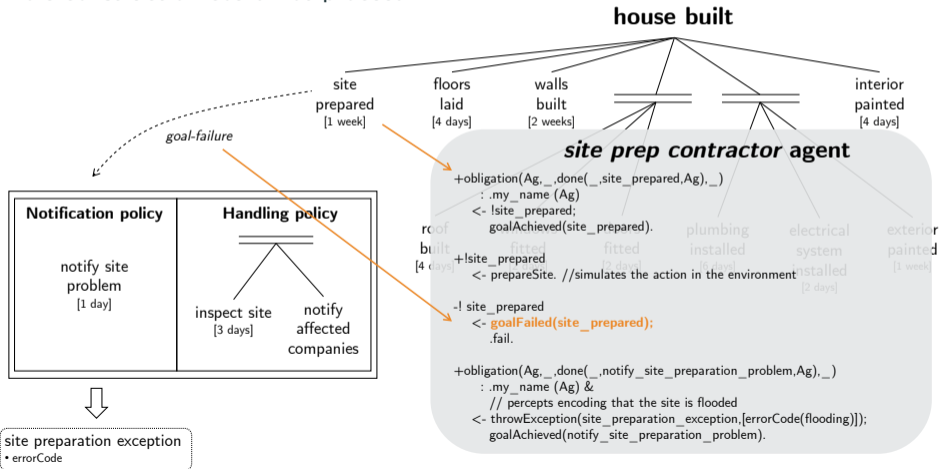 house built
site
prepared
[1 week]
floors
laid
[4 days]
walls
built
[2 weeks]
interior
painted
[4 days]
goal-failure
site prep contractor agent
+obligation(Ag,_,done(_,site_prepared,Ag),_)
: .my_name (Ag)
<- !site_prepared;
goalAchieved(site_prepared).
+!site_prepared
<- prepareSite. //simulates the action in the environment
-! site_prepared
<- goalFailed(site_prepared);
.fail.
+obligation(Ag,_,done(_,notify_site_preparation_problem,Ag),_)
: .my_name (Ag) &
// percepts encoding that the site is flooded
<- throwException(site_preparation_exception,[errorCode(flooding)]);
goalAchieved(notify_site_preparation_problem).
roof
built
[4 days]
fitted
fitted
[2 days]
plumbing
installed
[6 days]
electrical
system
installed
[2 days]
exterior
painted
[1 week]
Notification policy
notify site
problem
[1 day]
Handling policy
inspect site
[3 days]
notify
affected
companies
site preparation exception
• errorCode